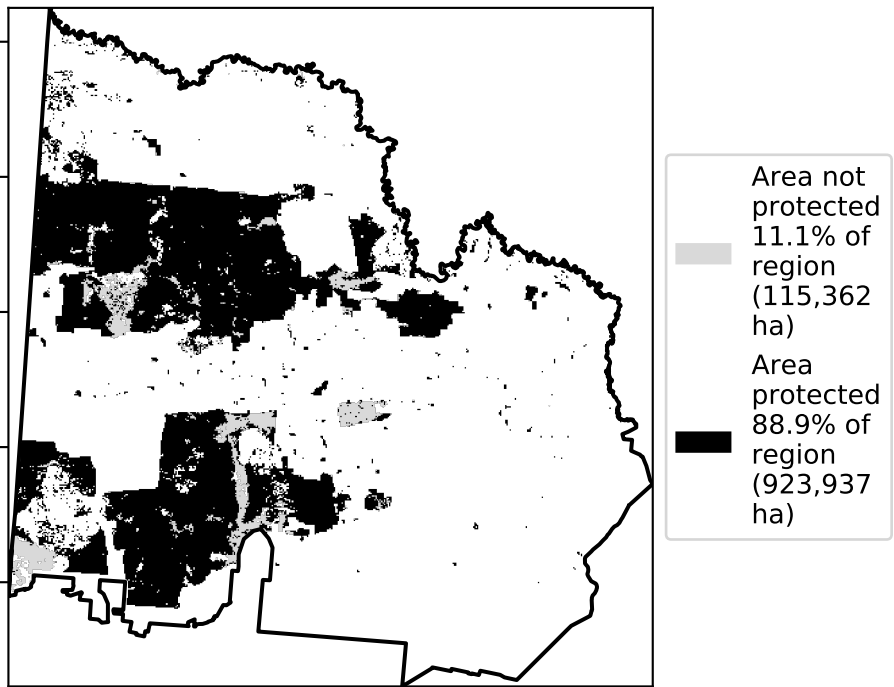 Area not
protected
11.1% of
region
(115,362
ha)
Area
protected
88.9% of
region
(923,937
ha)